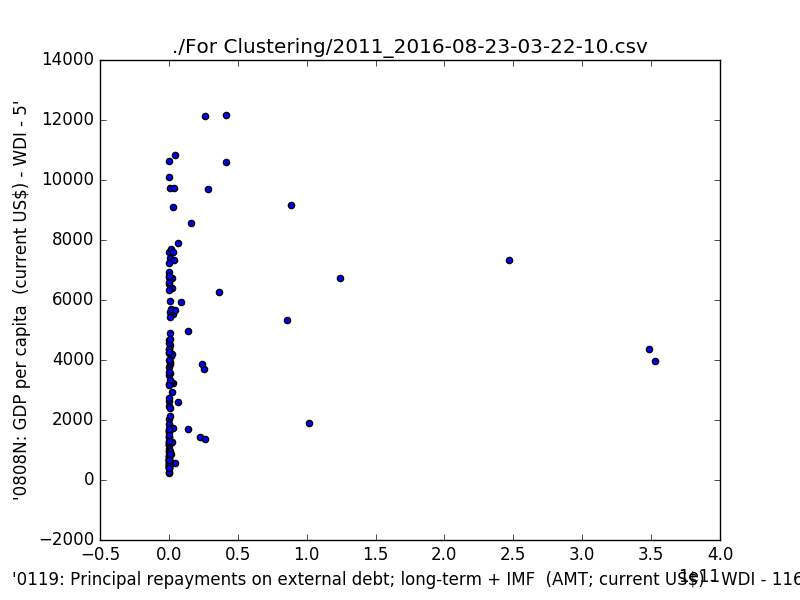 ./For Clustering/2011_2016-08-23-03-22-10.csv
14000
12000
10000
8000
6000
4000
2000
0
−2000
'0808N: GDP per capita  (current US$) - WDI - 5'
−0.5 0.0 0.5 1.0 1.5 2.0 2.5 3.0 3.5 4.0
1e11
'0119: Principal repayments on external debt; long-term + IMF  (AMT; current US$) - WDI - 116